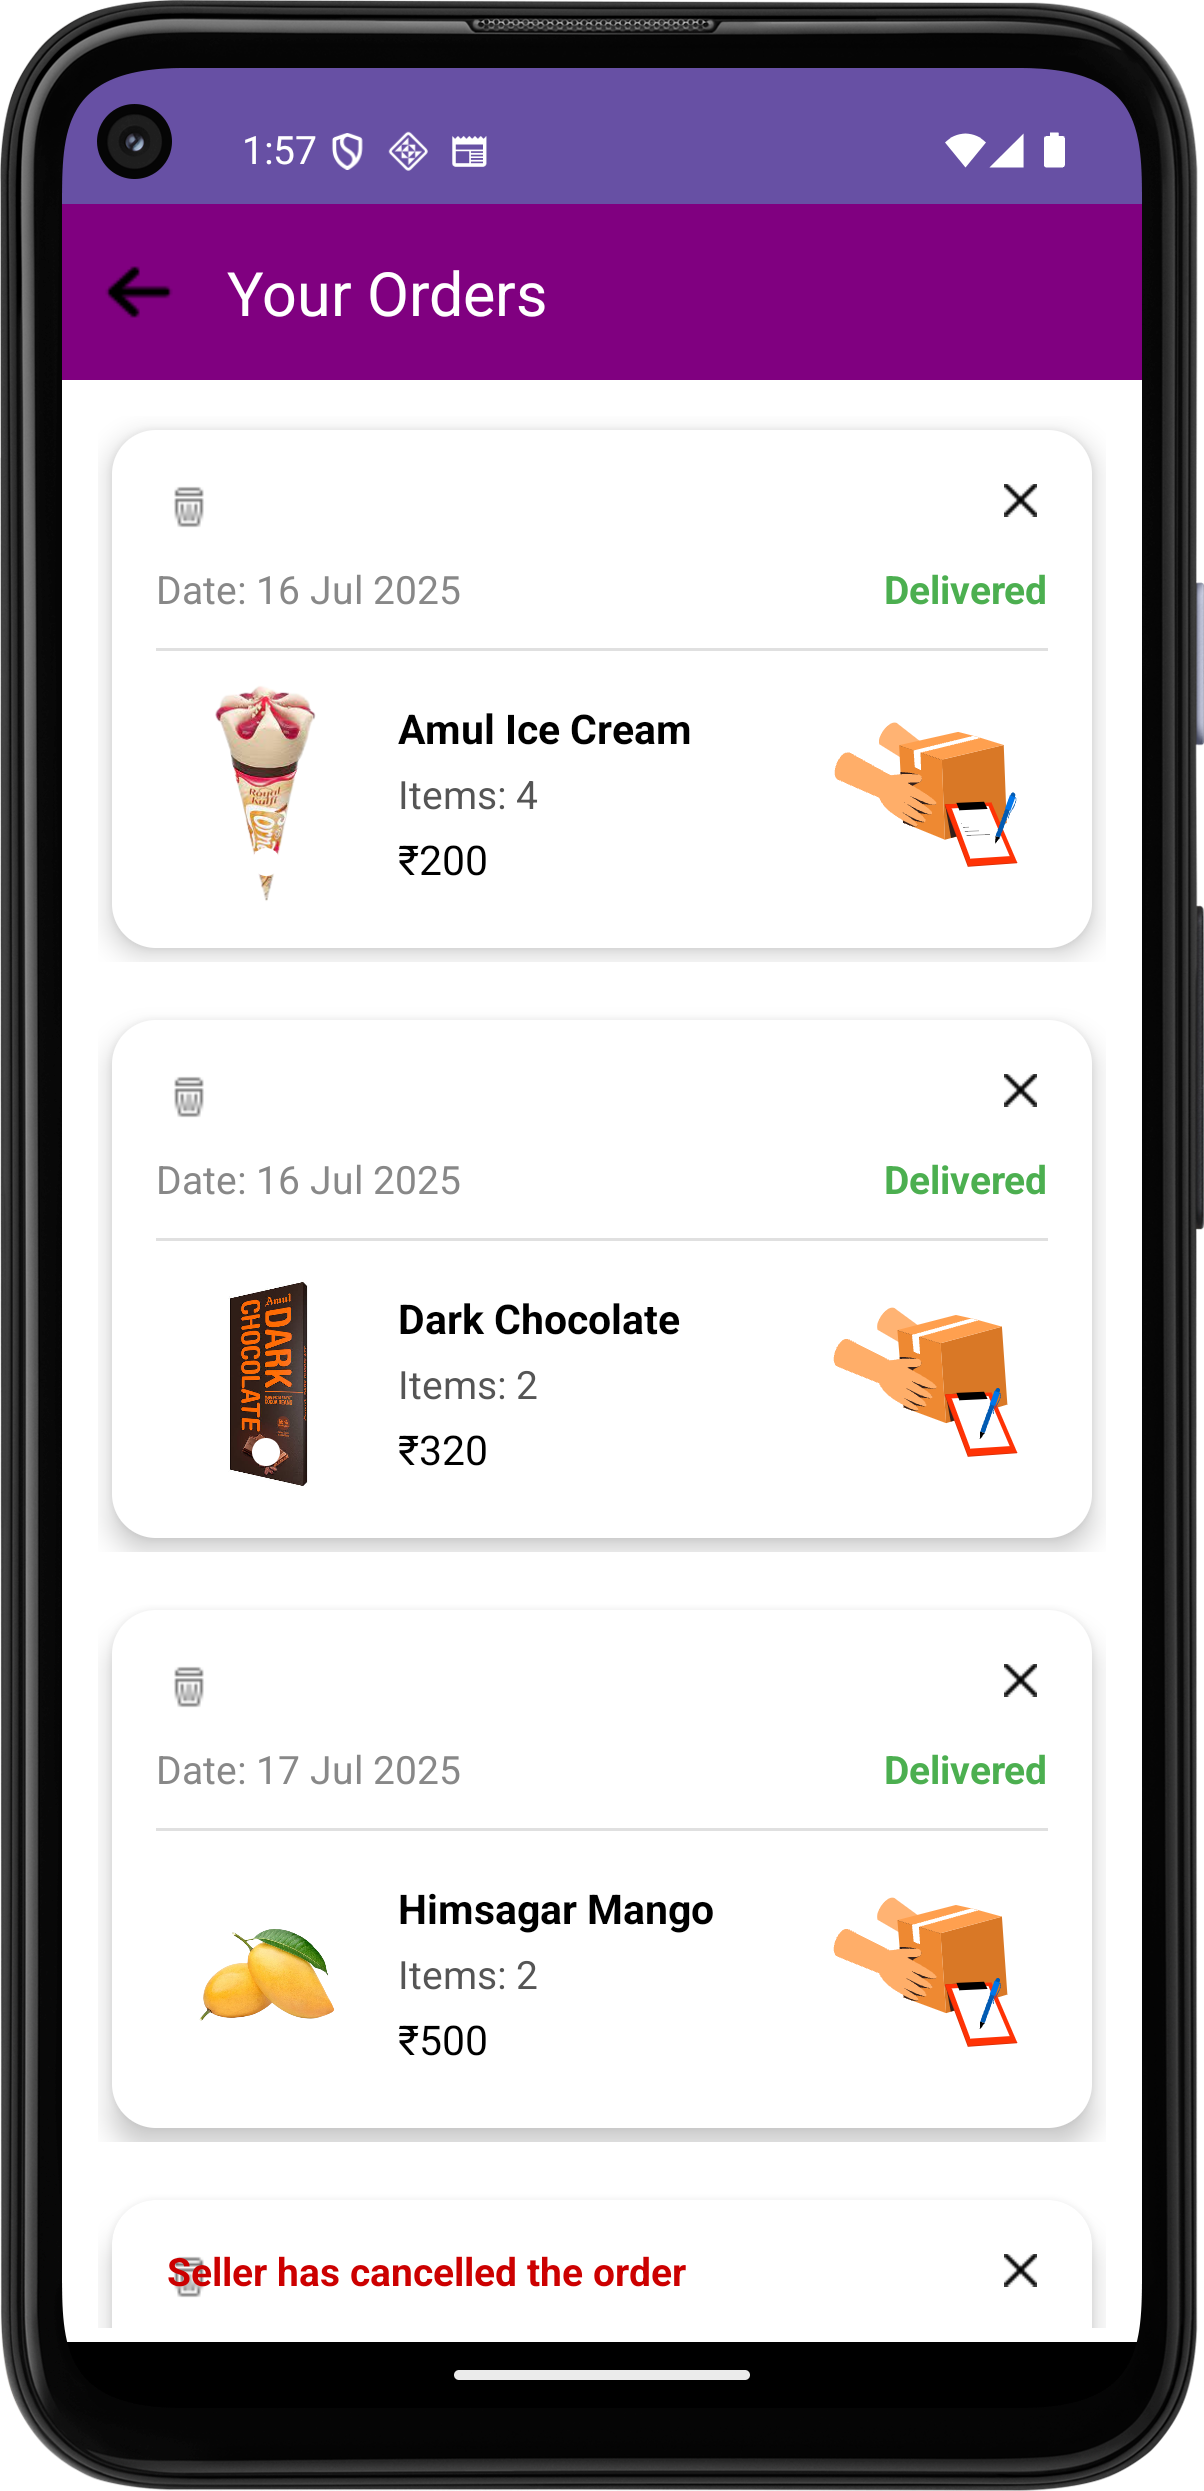 1:57
Your Orders
Date: 16 Jul 2025
Delivered
Amul Ice Cream
Items: 4
₹200
Royal
Kulfi
Date: 16 Jul 2025
Delivered
Amul
DARK
CHOCOLATE
Dark Chocolate
Items: 2
₹320
Date: 17 Jul 2025
Delivered
Himsagar Mango
Items: 2
₹500
Seller has cancelled the order